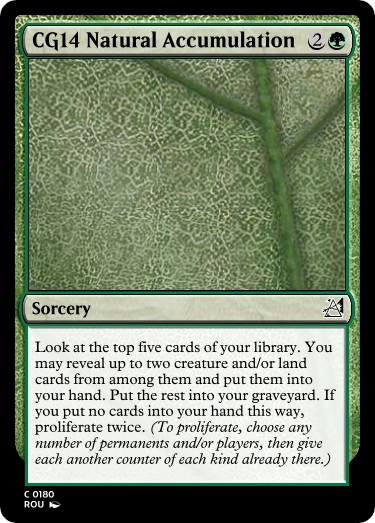 CG14 Natural Accumulation 2
Sorcery
Look at the top five cards of your library. You
may reveal up to two creature and/or land
cards from among them and put them into
your hand. Put the rest into your graveyard. If
you put no cards into your hand this way,
proliferate twice. (To proliferate, choose any
number of permanents and/or players, then give
each another counter of each kind already there.)
C 0180
ROU